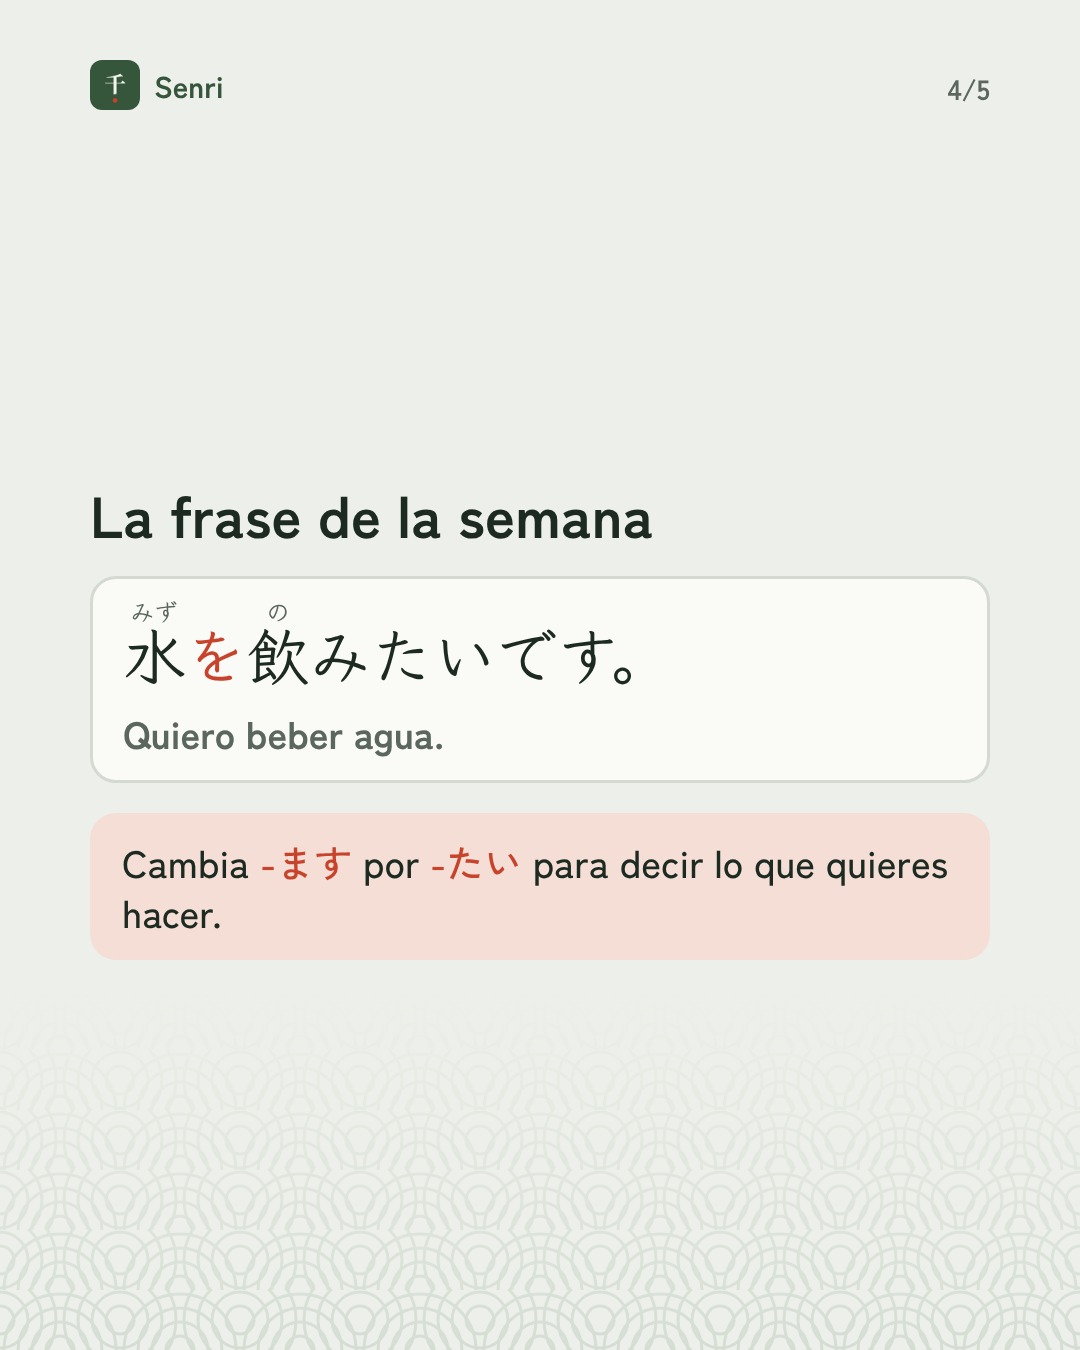 千
Senri
4/5
La frase de la semana
みず の
水を飲みたいです。
Quiero beber agua.
Cambia -ます por -たい para decir lo que quieres
hacer.